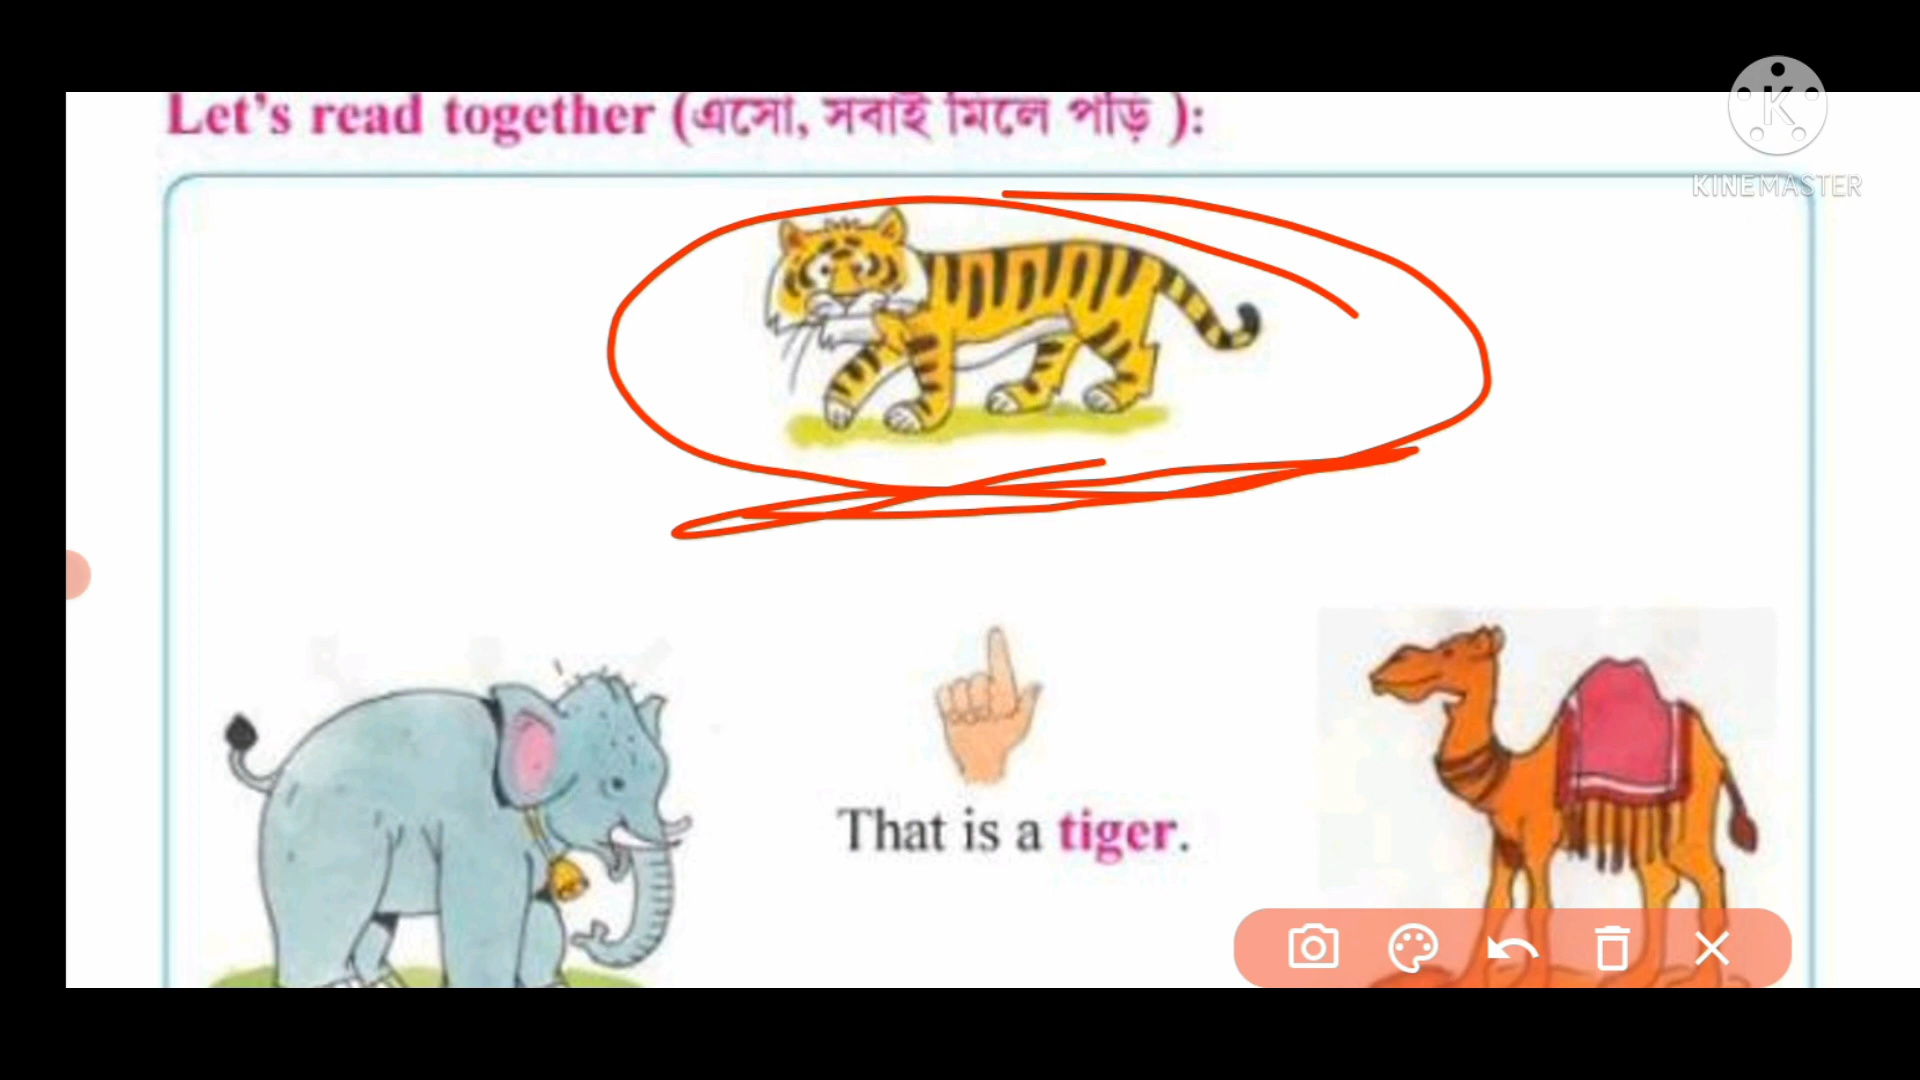 Let's read together (এসো, সবাই মিলে পড়ি ):
K
KINEMASTER
That is a tiger.